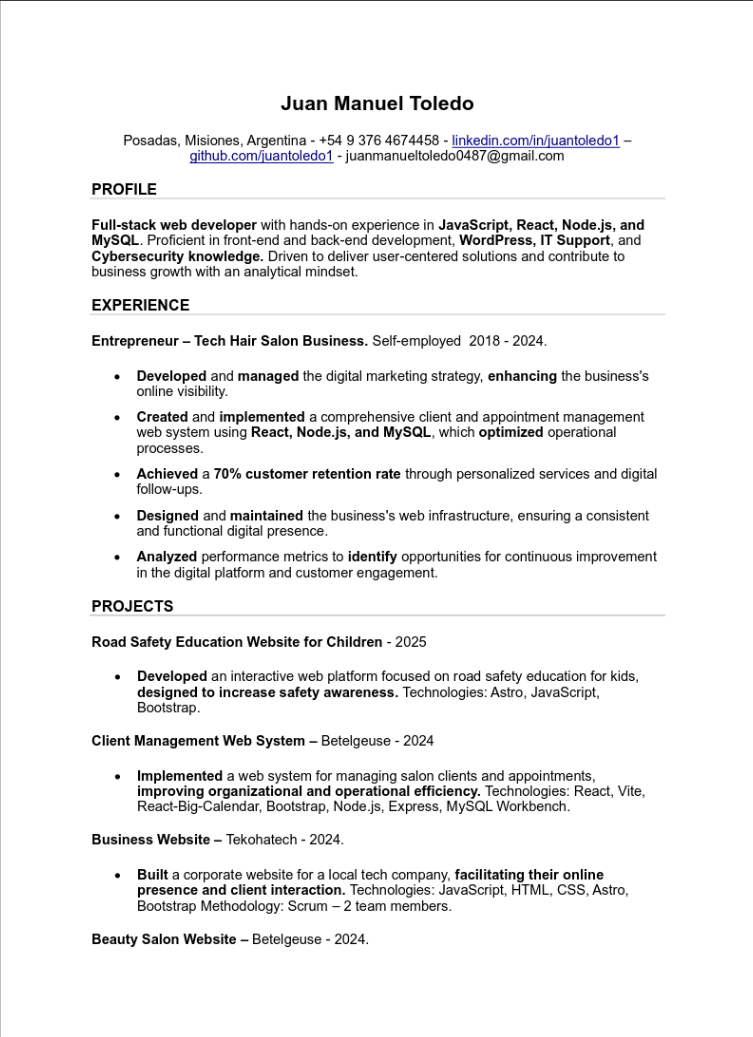 Juan Manuel Toledo
Posadas, Misiones, Argentina - +54 9 376 4674458 - linkedin.com/in/juantoledo1 –
github.com/juantoledo1 - juanmanueltoledo0487@gmail.com
PROFILE
Full-stack web developer with hands-on experience in JavaScript, React, Node.js, and
MySQL. Proficient in front-end and back-end development, WordPress, IT Support, and
Cybersecurity knowledge. Driven to deliver user-centered solutions and contribute to
business growth with an analytical mindset.
EXPERIENCE
Entrepreneur – Tech Hair Salon Business. Self-employed  2018 - 2024.
• Developed and managed the digital marketing strategy, enhancing the business's
online visibility.
• Created and implemented a comprehensive client and appointment management
web system using React, Node.js, and MySQL, which optimized operational
processes.
• Achieved a 70% customer retention rate through personalized services and digital
follow-ups.
• Designed and maintained the business's web infrastructure, ensuring a consistent
and functional digital presence.
• Analyzed performance metrics to identify opportunities for continuous improvement
in the digital platform and customer engagement.
PROJECTS
Road Safety Education Website for Children - 2025
• Developed an interactive web platform focused on road safety education for kids,
designed to increase safety awareness. Technologies: Astro, JavaScript,
Bootstrap.
Client Management Web System – Betelgeuse - 2024
• Implemented a web system for managing salon clients and appointments,
improving organizational and operational efficiency. Technologies: React, Vite,
React-Big-Calendar, Bootstrap, Node.js, Express, MySQL Workbench.
Business Website – Tekohatech - 2024.
• Built a corporate website for a local tech company, facilitating their online
presence and client interaction. Technologies: JavaScript, HTML, CSS, Astro,
Bootstrap Methodology: Scrum – 2 team members.
Beauty Salon Website – Betelgeuse - 2024.